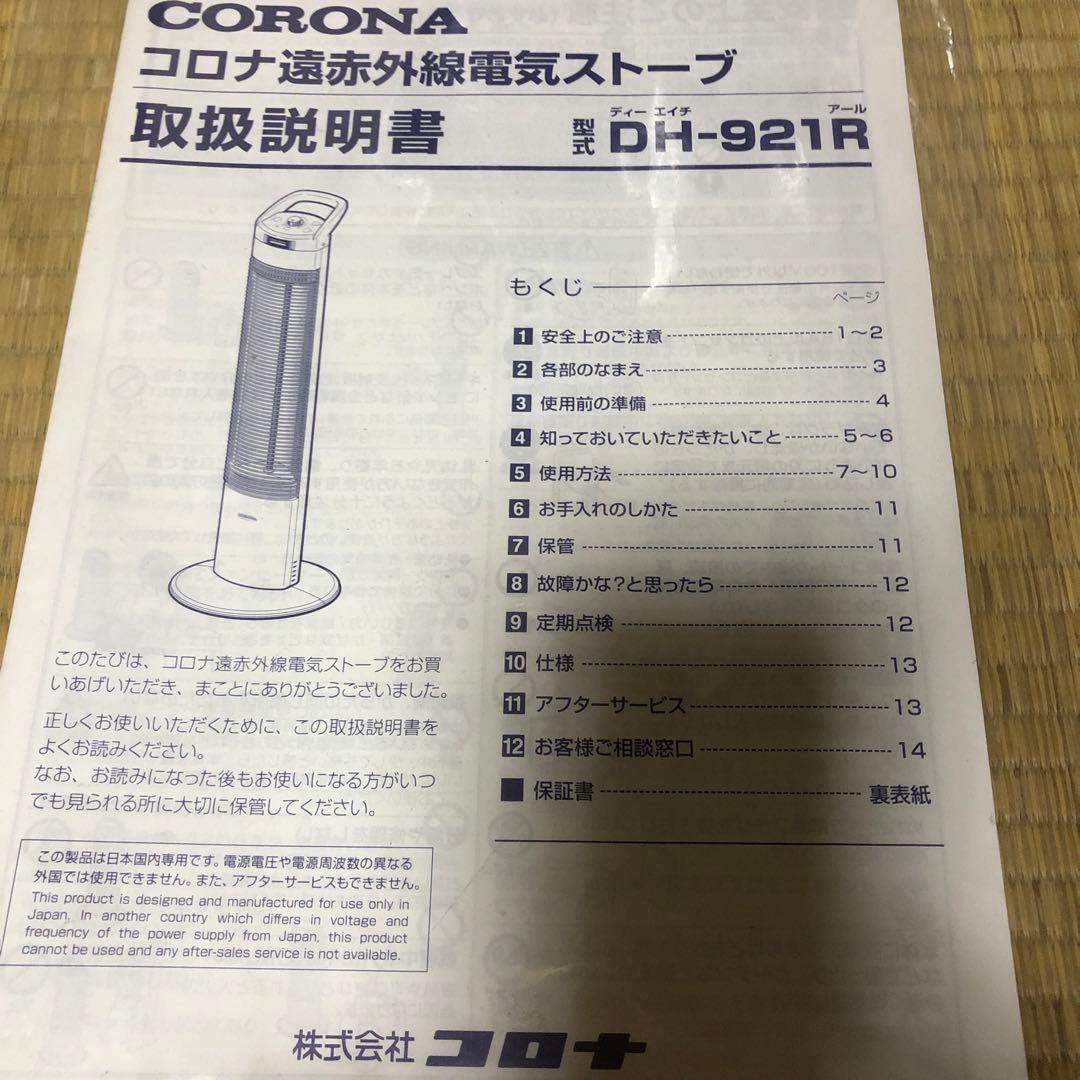 CORONA
コロナ遠赤外線電気ストーブ
取扱説明書
ディー エイチ アール
型式 DH-921R
もくじ
ページ
1 安全上のご注意 1～2
2 各部のなまえ 3
3 使用前の準備 4
4 知っておいていただきたいこと 5～6
5 使用方法 7～10
6 お手入れのしかた 11
7 保管 11
8 故障かな?と思ったら 12
9 定期点検 12
10 仕様 13
11 アフターサービス 13
12 お客様ご相談窓口 14
■ 保証書 裏表紙
このたびは、コロナ遠赤外線電気ストーブをお買
いあげいただき、まことにありがとうございました。
正しくお使いいただくために、この取扱説明書を
よくお読みください。
なお、お読みになった後もお使いになる方がいつ
でも見られる所に大切に保管してください。
この製品は日本国内専用です。電源電圧や電源周波数の異なる
外国では使用できません。また、アフターサービスもできません。
This product is designed and manufactured for use only in
Japan. In another country which differs in voltage and
frequency of the power supply from Japan, this product
cannot be used and any after-sales service is not available.
株式会社 コロナ